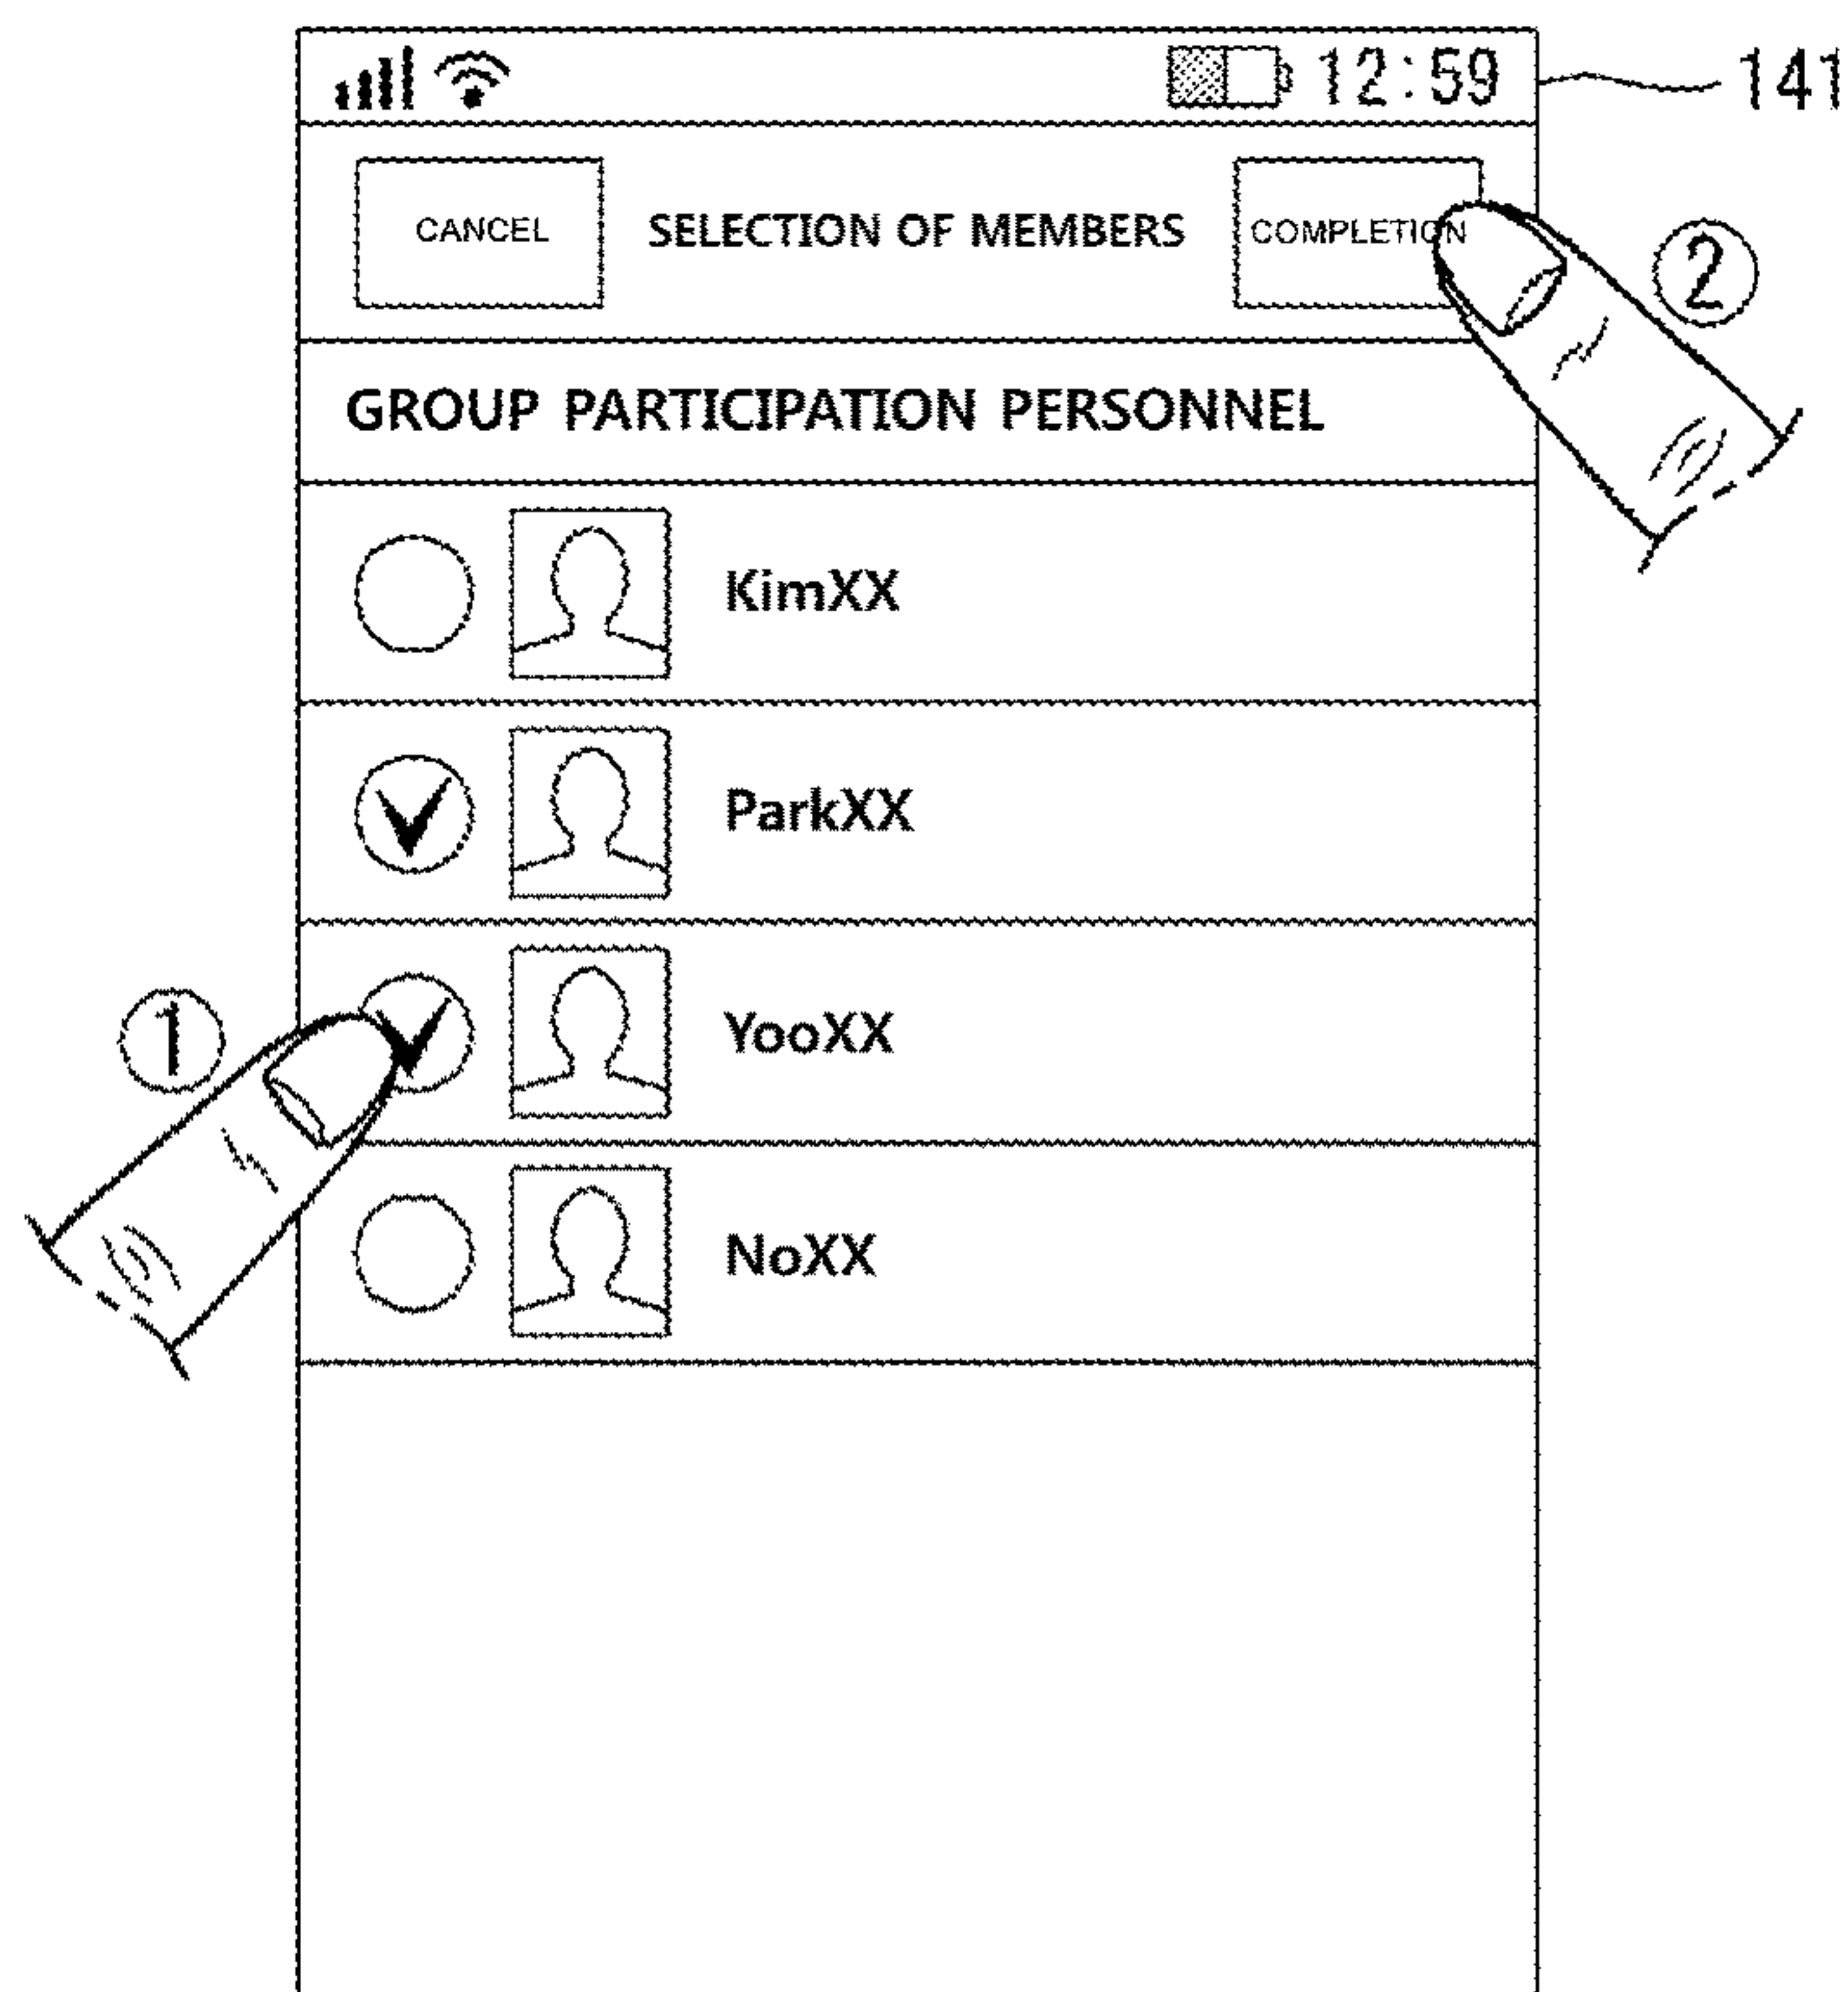 12:59
141
CANCEL
SELECTION OF MEMBERS
COMPLETION
2
GROUP PARTICIPATION PERSONNEL
KimXX
ParkXX
1
YooXX
NoXX